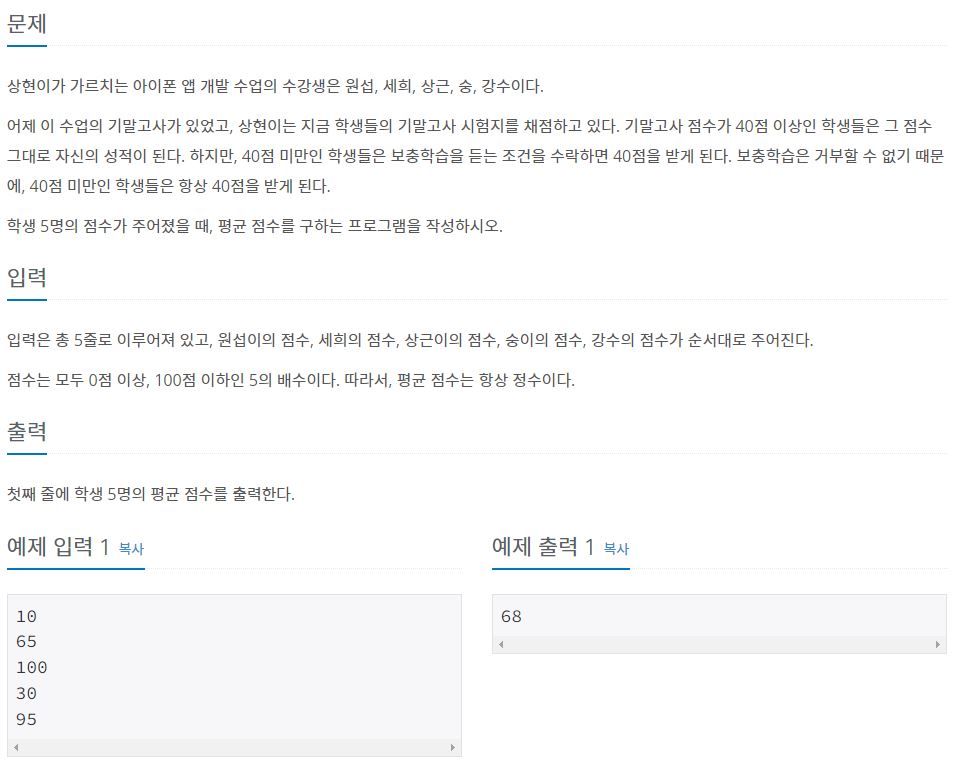 문제
상현이가 가르치는 아이폰 앱 개발 수업의 수강생은 원섭, 세희, 상근, 숭, 강수이다.
어제 이 수업의 기말고사가 있었고, 상현이는 지금 학생들의 기말고사 시험지를 채점하고 있다. 기말고사 점수가 40점 이상인 학생들은 그 점수
그대로 자신의 성적이 된다. 하지만, 40점 미만인 학생들은 보충학습을 듣는 조건을 수락하면 40점을 받게 된다. 보충학습은 거부할 수 없기 때문
에, 40점 미만인 학생들은 항상 40점을 받게 된다.
학생 5명의 점수가 주어졌을 때, 평균 점수를 구하는 프로그램을 작성하시오.
입력
입력은 총 5줄로 이루어져 있고, 원섭이의 점수, 세희의 점수, 상근이의 점수, 숭이의 점수, 강수의 점수가 순서대로 주어진다.
점수는 모두 0점 이상, 100점 이하인 5의 배수이다. 따라서, 평균 점수는 항상 정수이다.
출력
첫째 줄에 학생 5명의 평균 점수를 출력한다.
예제 입력 1 복사
10
65
100
30
95
예제 출력 1 복사
68